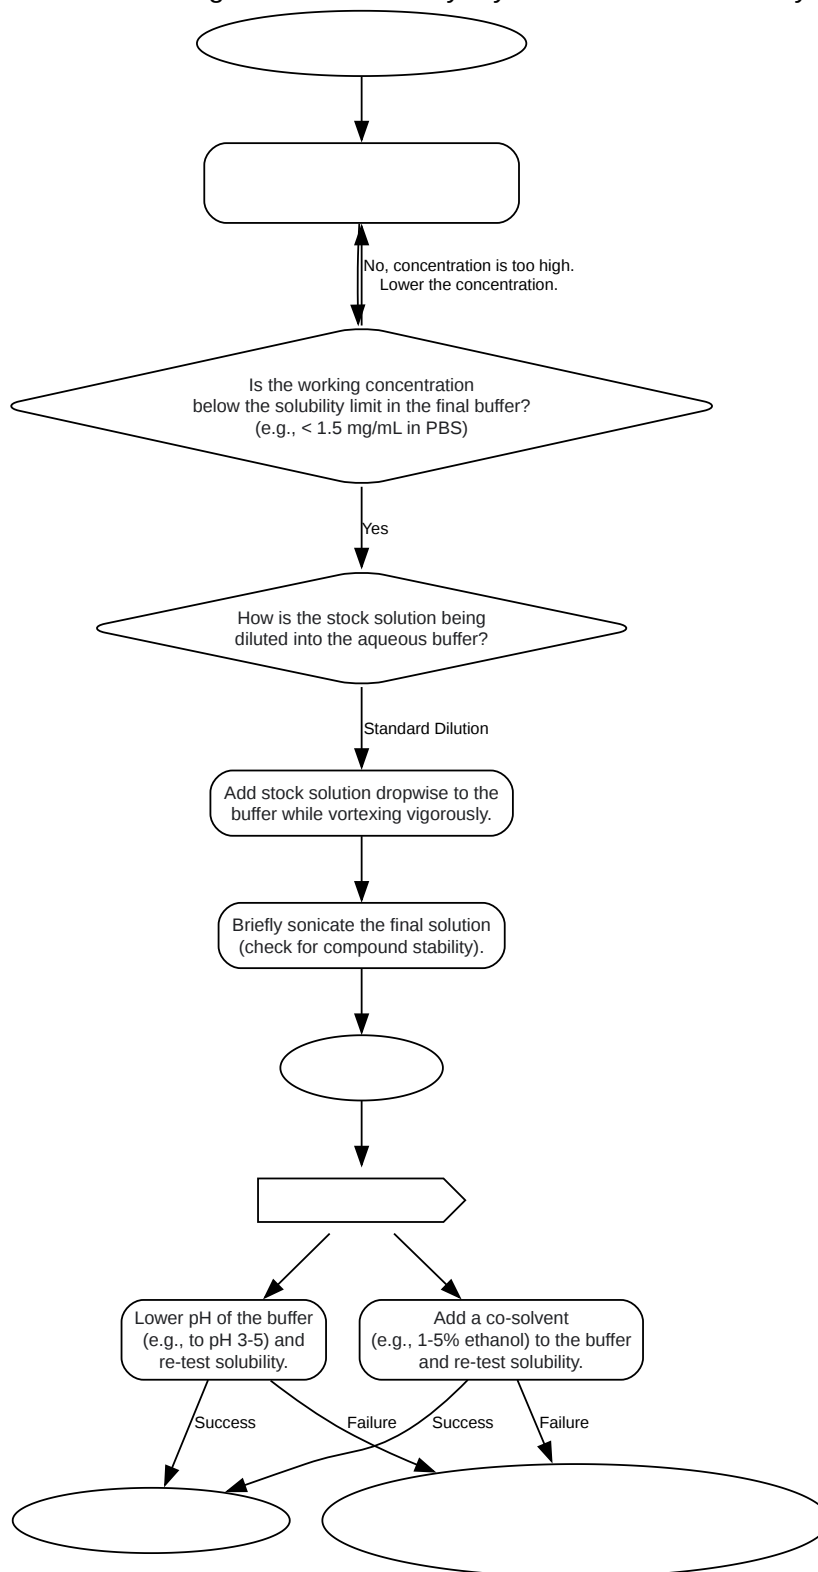 No, concentration is too high.
Lower the concentration.
Is the working concentration
below the solubility limit in the final buffer?
(e.g., < 1.5 mg/mL in PBS)
Yes
How is the stock solution being
diluted into the aqueous buffer?
Standard Dilution
Add stock solution dropwise to the
buffer while vortexing vigorously.
Briefly sonicate the final solution
(check for compound stability).
Lower pH of the buffer
(e.g., to pH 3-5) and
re-test solubility.
Add a co-solvent
(e.g., 1-5% ethanol) to the buffer
and re-test solubility.
Success
Failure
Success
Failure